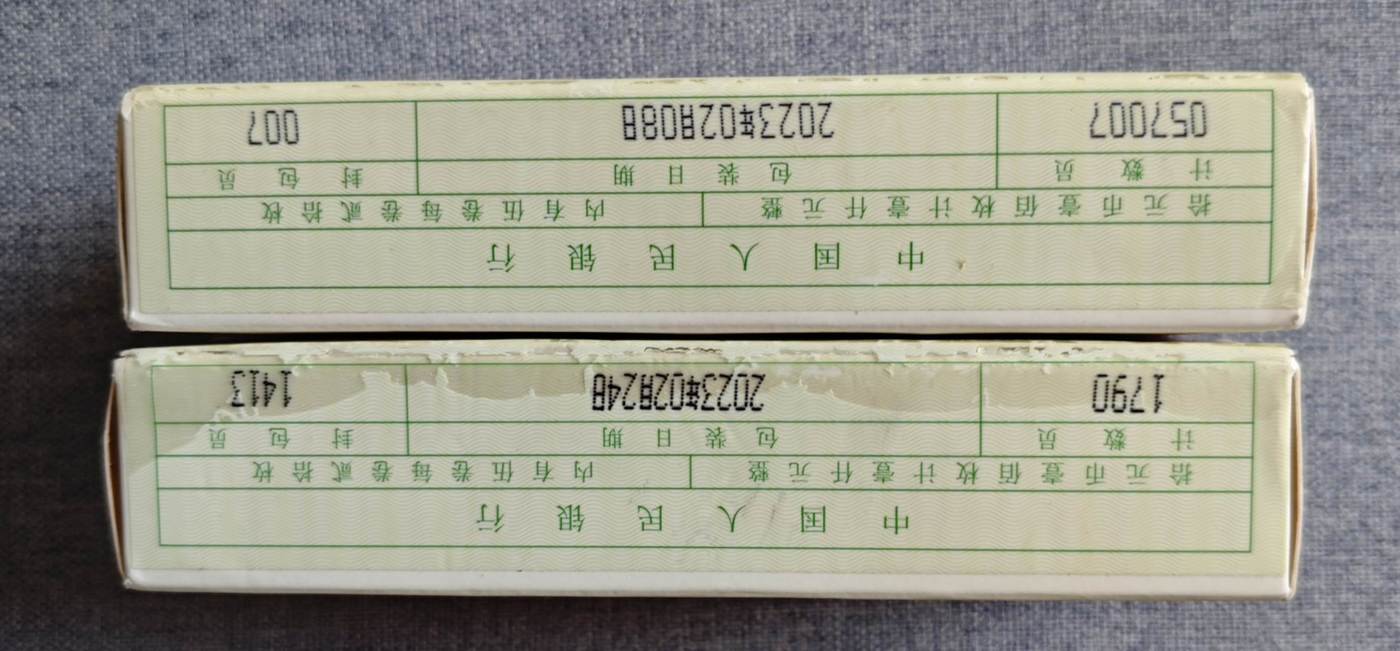 中国人民银行
拾元币壹佰枚计壹仟元整 内有伍卷每卷贰拾枚
计数员 包装日期 封包员
1790 2023年02月24日 1413
中国人民银行
拾元币壹佰枚计壹仟元整 内有伍卷每卷贰拾枚
计数员 包装日期 封包员
057007 2023年02月08日 007